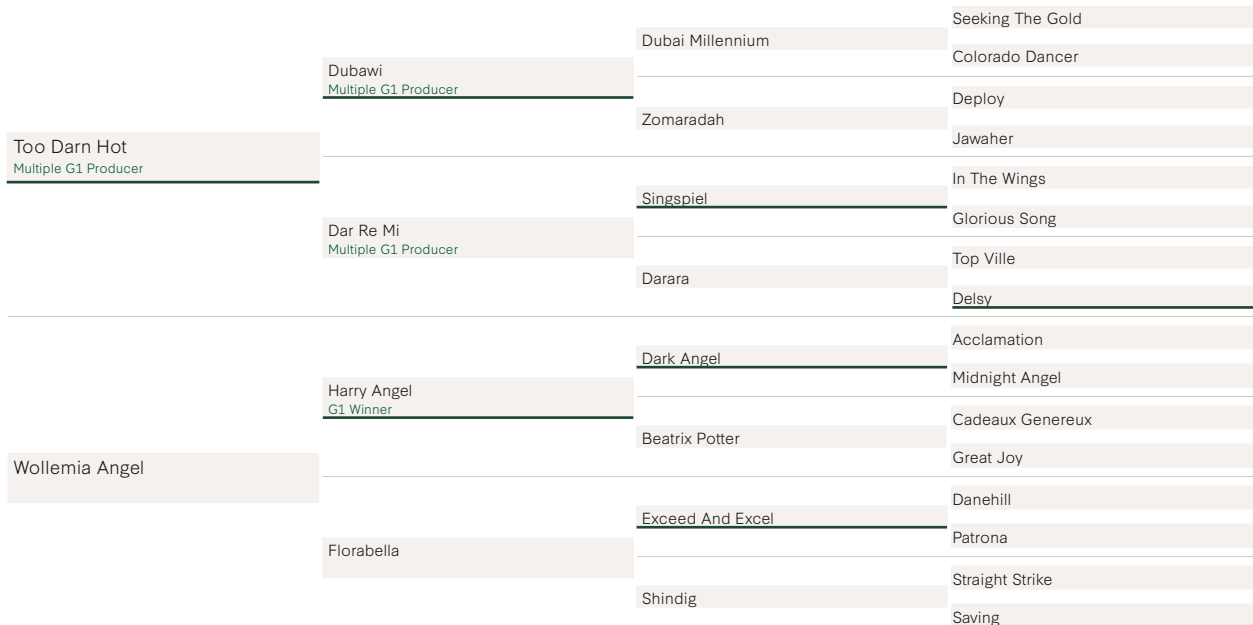 Too Darn Hot
Multiple G1 Producer
Wollemia Angel
Dubawi
Multiple G1 Producer
Dar Re Mi
Multiple G1 Producer
Harry Angel
G1 Winner
Florabella
Dubai Millennium
Zomaradah
Singspiel
Darara
Dark Angel
Beatrix Potter
Exceed And Excel
Shindig
Seeking The Gold
Colorado Dancer
Deploy
Jawaher
In The Wings
Glorious Song
Top Ville
Delsy
Acclamation
Midnight Angel
Cadeaux Genereux
Great Joy
Danehill
Patrona
Straight Strike
Saving